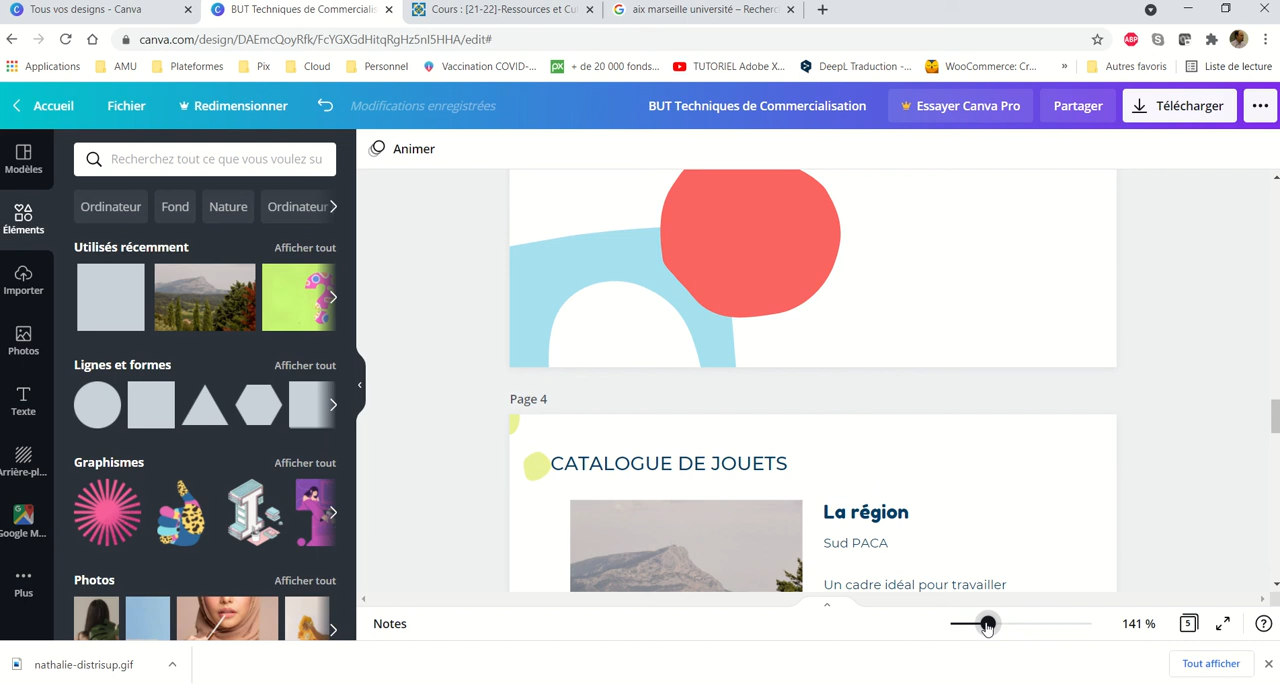 Tous vos designs - Canva
BUT Techniques de Commercialis
Cours : [21-22]-Ressources et Cu
aix marseille université – Recherc
canva.com/design/DAEmcQoyRfk/FcYGXGdHitqRgHz5nI5HHA/edit#
Applications
AMU
Plateformes
Pix
Cloud
Personnel
Vaccination COVID-...
+ de 20 000 fonds...
TUTORIEL Adobe X...
DeepL Traduction -...
WooCommerce: Cr...
»
Autres favoris
Liste de lecture
Accueil
Fichier
Redimensionner
Modifications enregistrées
BUT Techniques de Commercialisation
Essayer Canva Pro
Partager
Télécharger
Animer
Modèles
Éléments
Importer
Photos
Texte
Arrière-pl...
Google M...
Plus
Recherchez tout ce que vous voulez su
Ordinateur
Fond
Nature
Ordinateur
Utilisés récemment
Afficher tout
Lignes et formes
Afficher tout
Graphismes
Afficher tout
Photos
Afficher tout
Page 4
CATALOGUE DE JOUETS
La région
Sud PACA
Un cadre idéal pour travailler
Notes
141 %
5
nathalie-distrisup.gif
Tout afficher